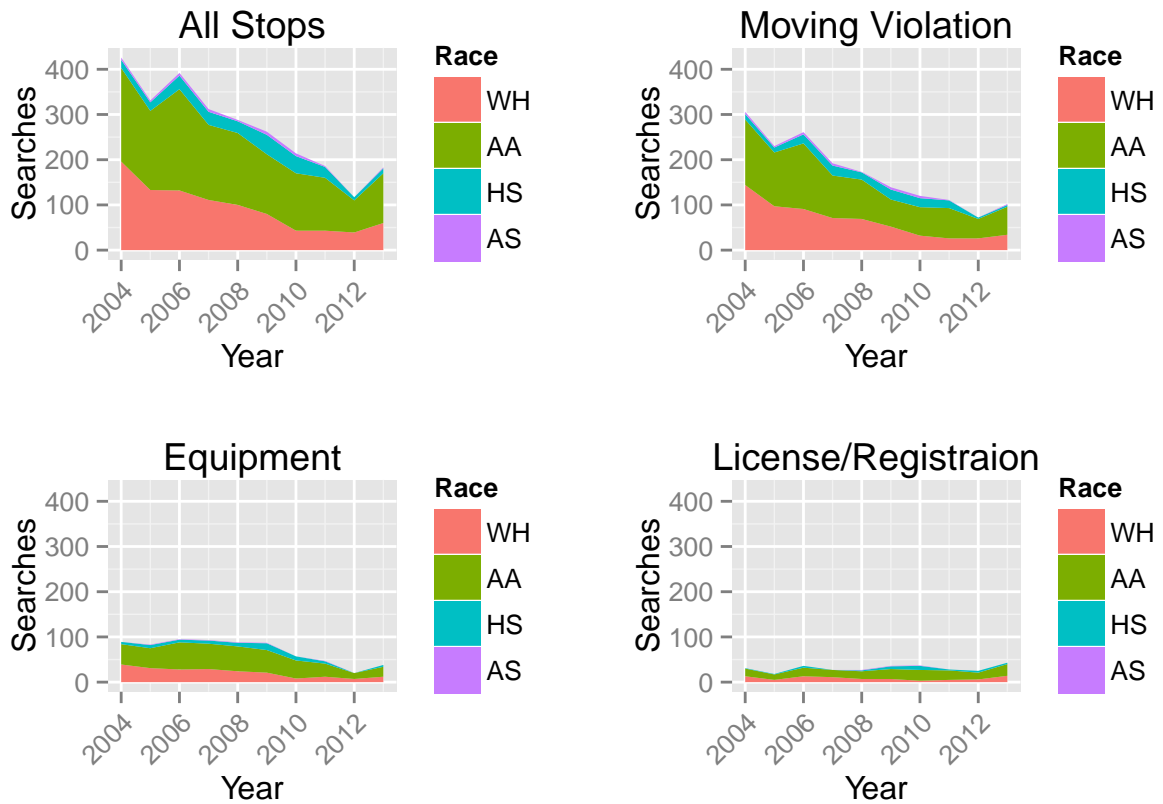 All Stops
Searches
400
300
200
100
0
2004
2006
2008
2010
2012
Year
Race
WH
AA
HS
AS
Moving Violation
Searches
400
300
200
100
0
2004
2006
2008
2010
2012
Year
Race
WH
AA
HS
AS
Equipment
Searches
400
300
200
100
0
2004
2006
2008
2010
2012
Year
Race
WH
AA
HS
AS
License/Registraion
Searches
400
300
200
100
0
2004
2006
2008
2010
2012
Year
Race
WH
AA
HS
AS